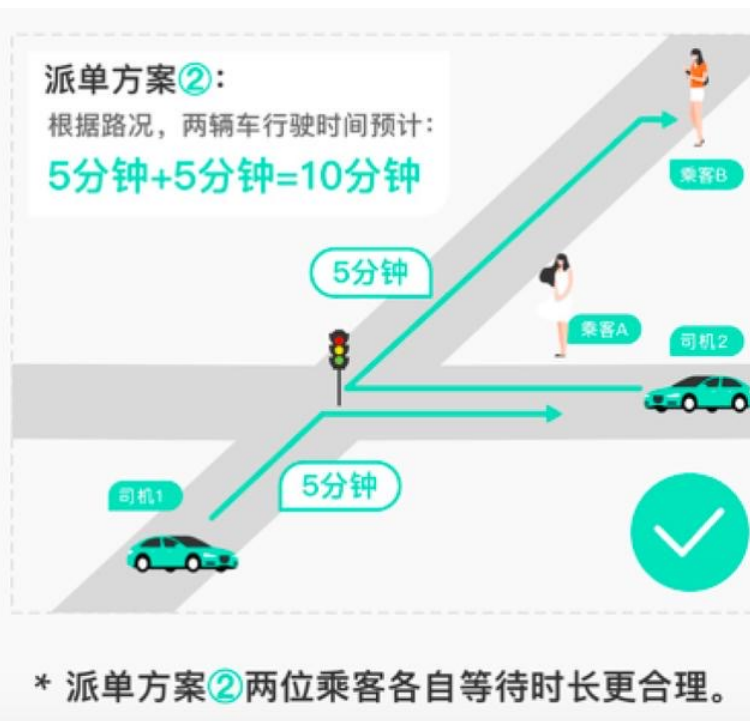 派单方案②：
根据路况，两辆车行驶时间预计：
5分钟+5分钟=10分钟
乘客B
5分钟
乘客A
司机2
5分钟
司机1
* 派单方案②两位乘客各自等待时长更合理。